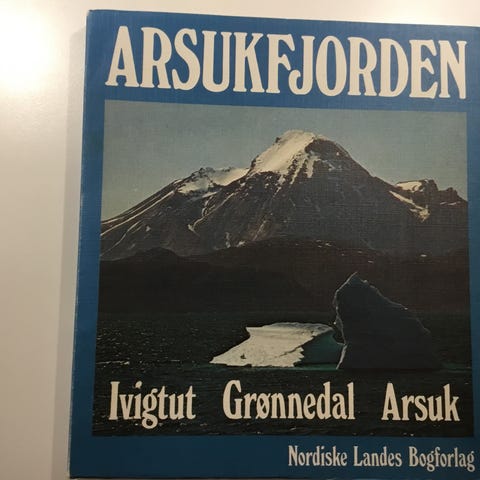 ARSUKFJORDEN
Ivigtut Grønnedal Arsuk
Nordiske Landes Bogforlag